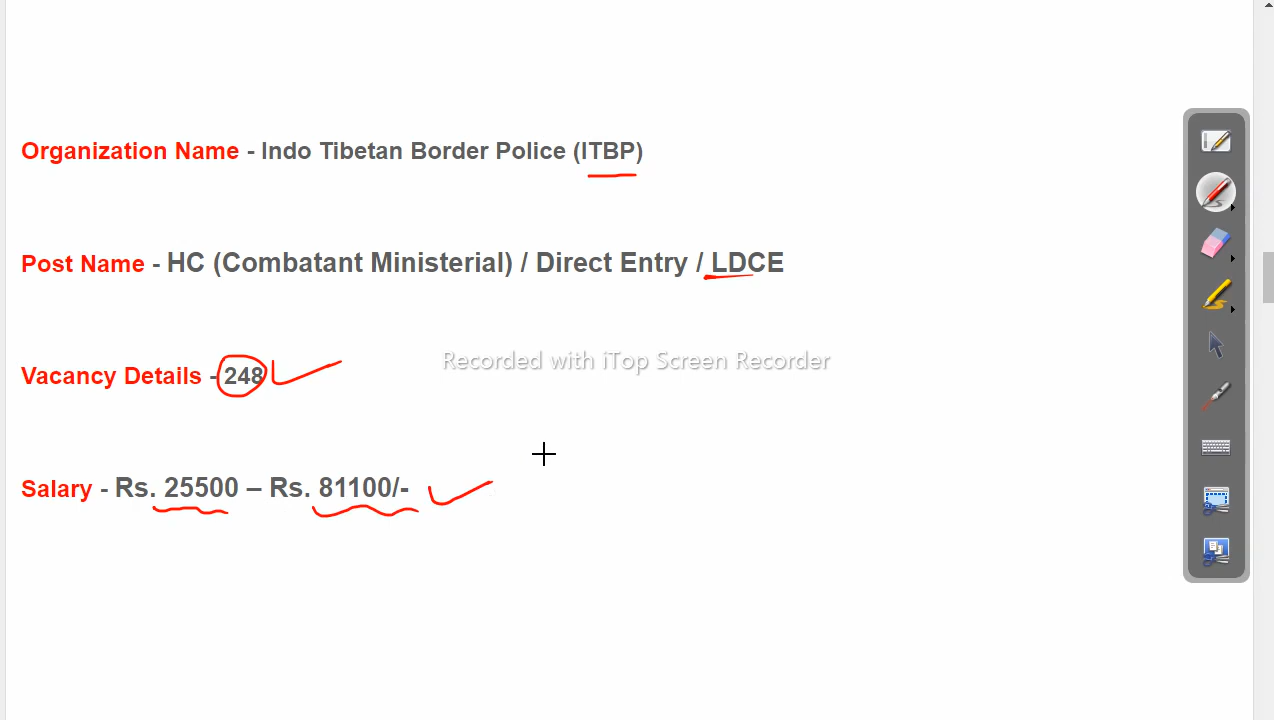 Organization Name - Indo Tibetan Border Police (ITBP)
Post Name - HC (Combatant Ministerial) / Direct Entry / LDCE
Recorded with iTop Screen Recorder
Vacancy Details - 248
Salary - Rs. 25500 – Rs. 81100/-